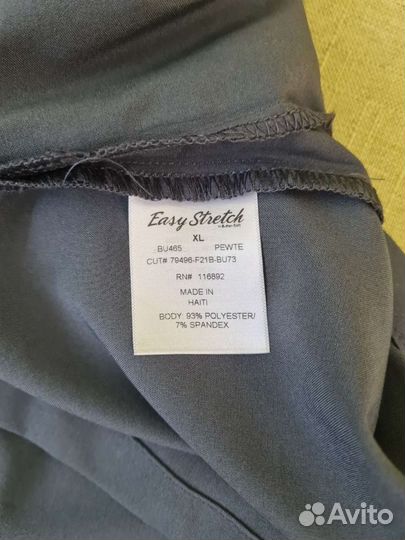 Easy Stretch
XL
BU465 PEWTE
CUT# 79496-F21B-BU73
RN# 116892
MADE IN
HAITI
BODY: 93% POLYESTER/
7% SPANDEX
Avito